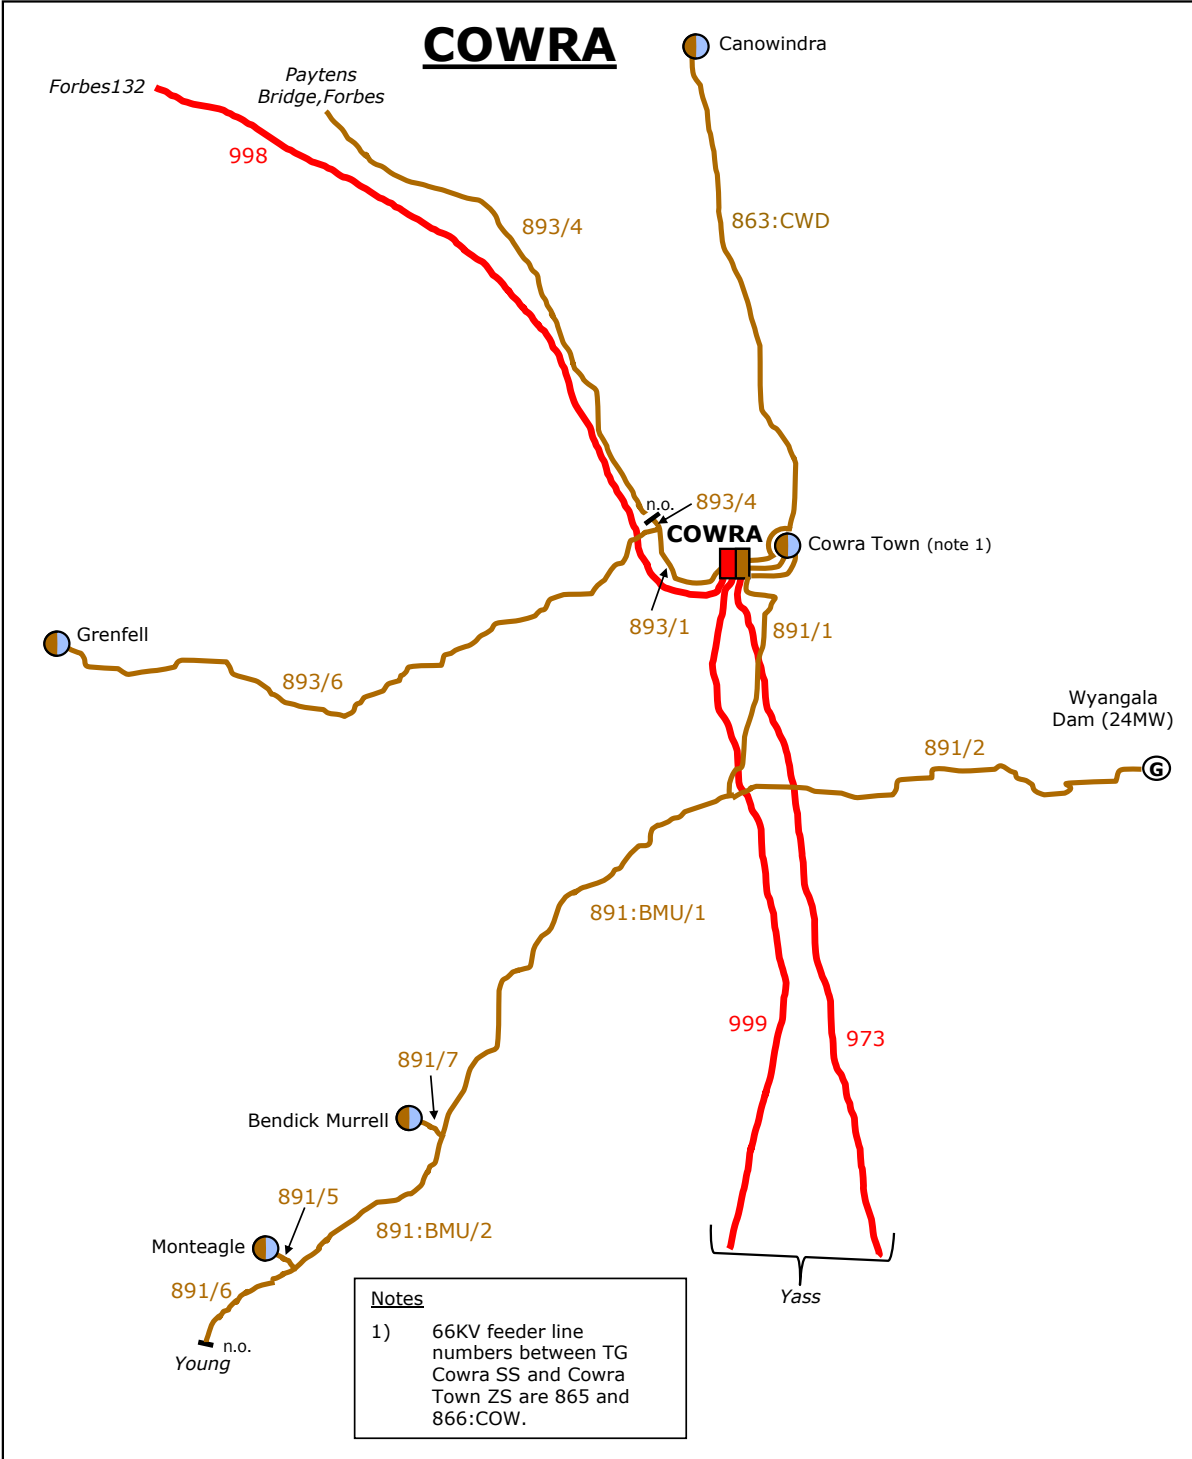 COWRA
Canowindra
Forbes132
Paytens
Bridge,Forbes
998
893/4
863:CWD
n.o.
893/4
COWRA
Cowra Town (note 1)
893/1
891/1
Grenfell
893/6
Wyangala
Dam (24MW)
891/2
G
891:BMU/1
999
973
891/7
Bendick Murrell
891/5
891:BMU/2
Monteagle
891/6
n.o.
Young
Yass
Notes
1) 66KV feeder line
numbers between TG
Cowra SS and Cowra
Town ZS are 865 and
866:COW.